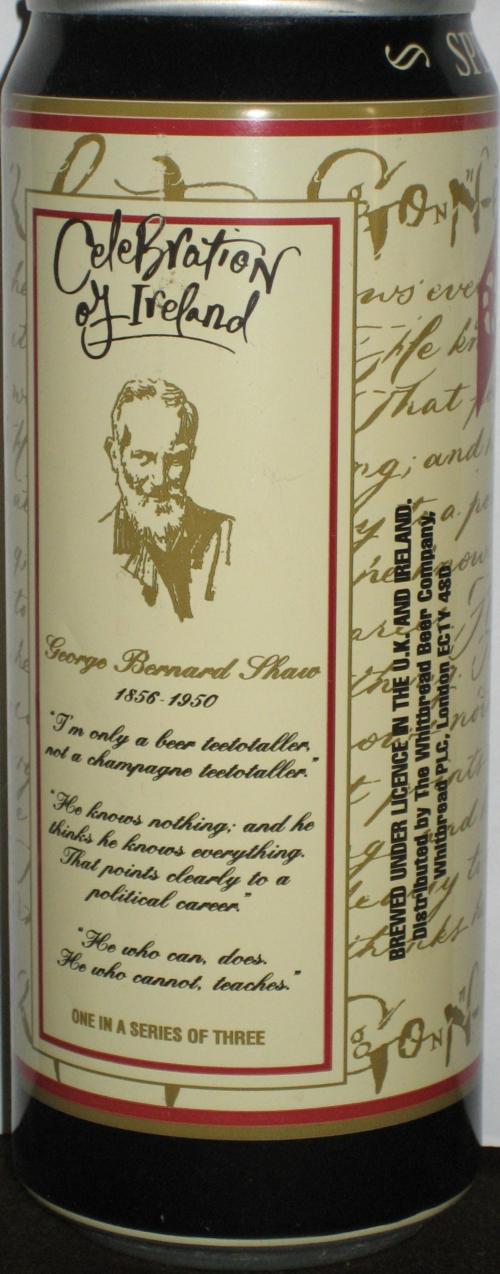 Celebration
of Ireland
George Bernard Shaw
1856-1950
"I'm only a beer teetotaller,
not a champagne teetotaller."
"He knows nothing; and he
thinks he knows everything.
That points clearly to a
political career."
"He who can, does.
He who cannot, teaches."
ONE IN A SERIES OF THREE
BREWED UNDER LICENCE IN THE U.K. AND IRELAND.
Distributed by The Whitbread Beer Company,
Whitbread PLC, London EC1Y 4SD.